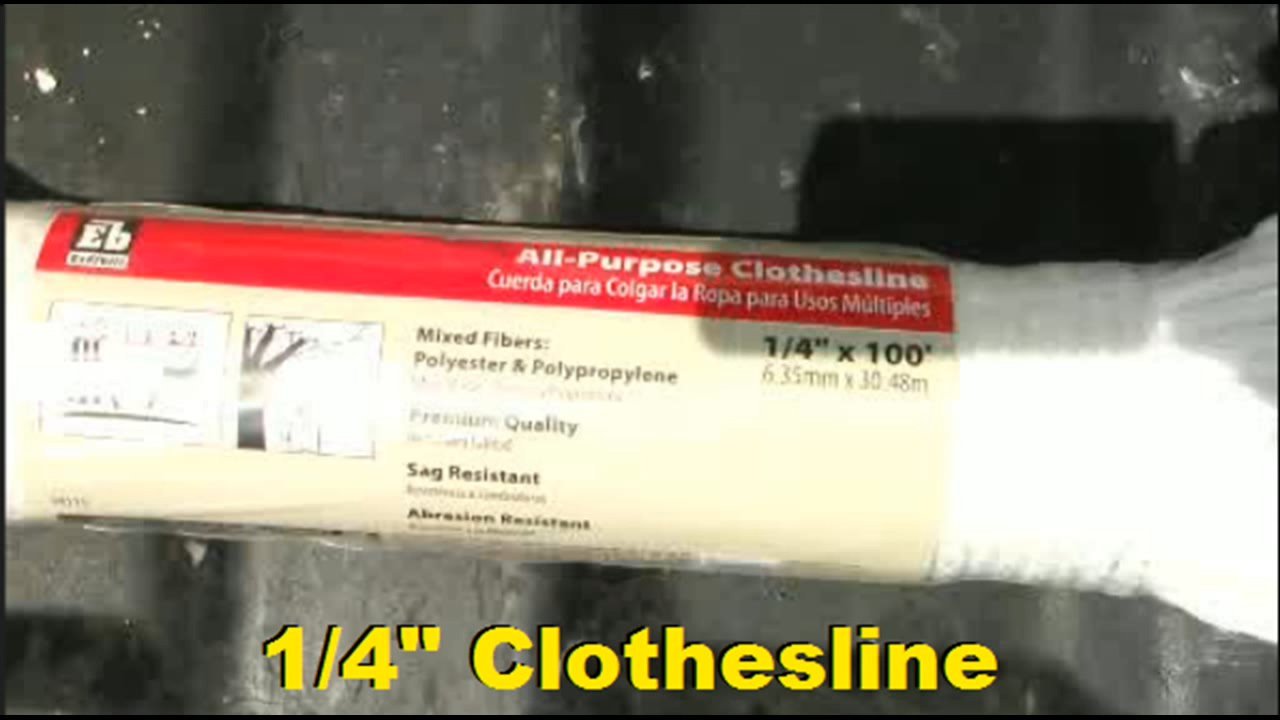 Eb
All-Purpose Clothesline
Cuerda para Colgar la Ropa para Usos Múltiples
Mixed Fibers:
Polyester & Polypropylene
1/4" x 100'
6.35mm x 30.48m
Premium Quality
Sag Resistant
Abrasion Resistant
1/4" Clothesline